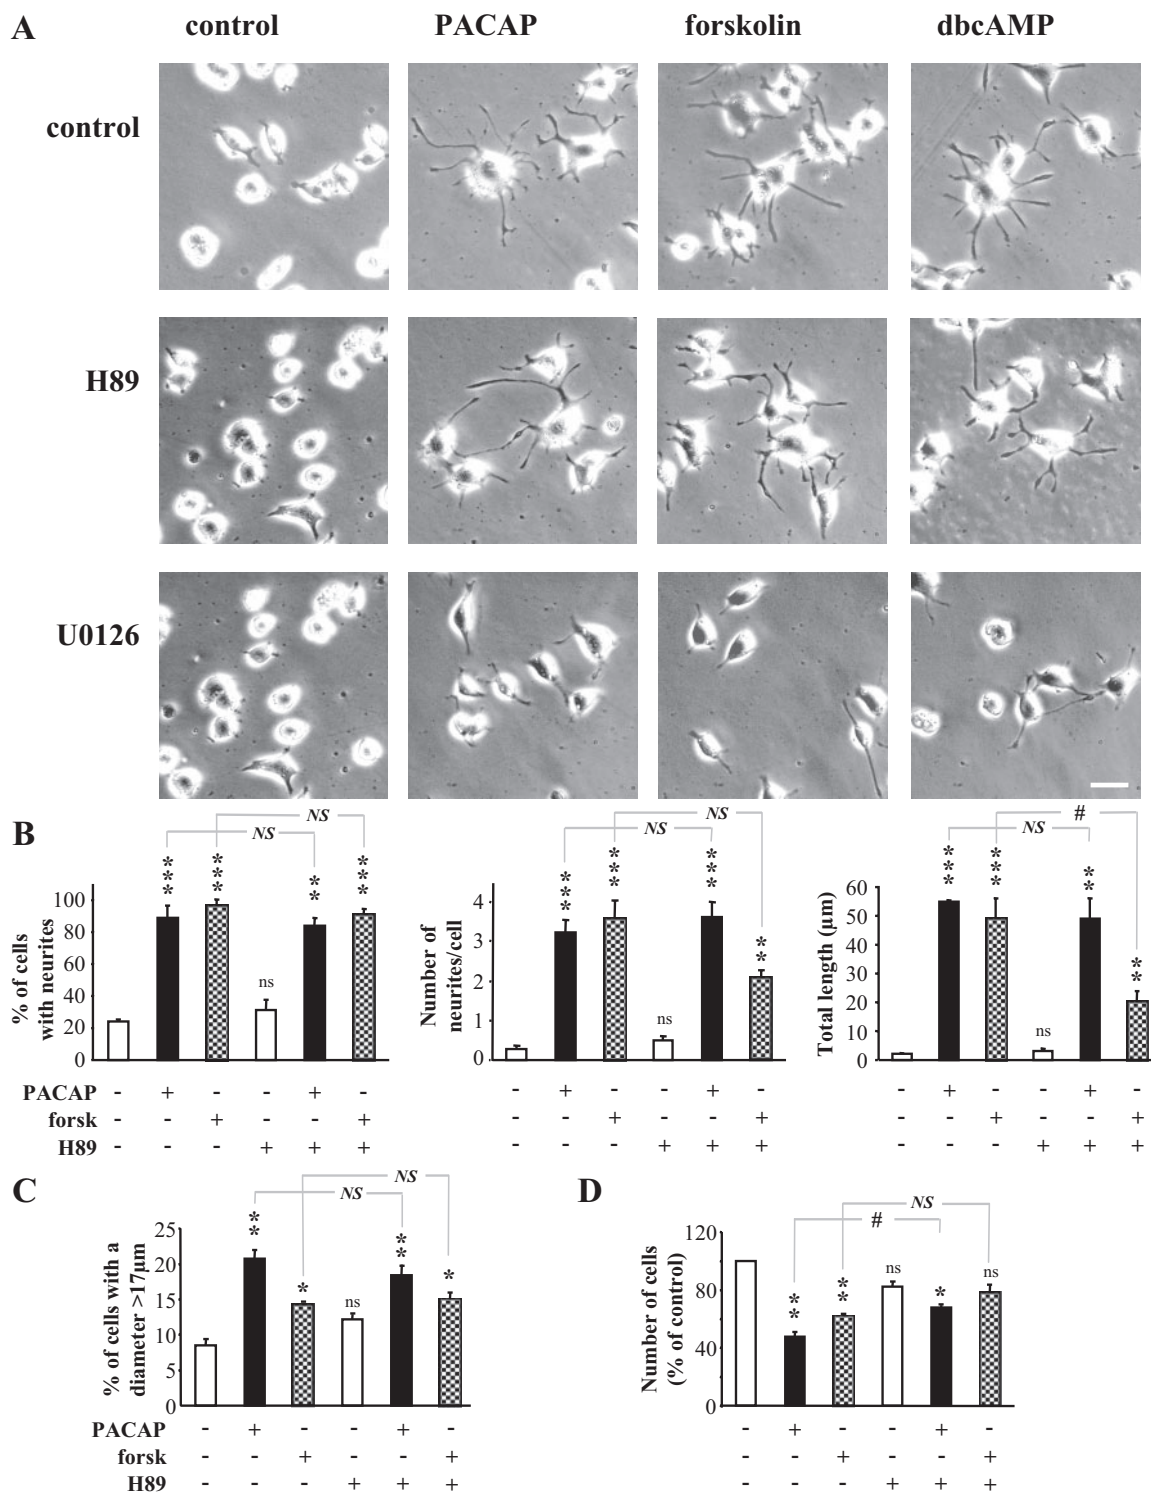 A control PACAP forskolin dbcAMP
control
H89
U0126
B
NS
NS
*** *** ns ** ***
% of cells with neurites
100
80
60
40
20
0
NS
NS
*** *** ns *** **
Number of neurites/cell
4
3
2
1
0
#
NS
*** *** ns ** **
Total length (µm)
60
50
40
30
20
10
0
PACAP - + - - + - - + - - + - - + - - + -
forsk - - + - - + - - + - - + - - + - - +
H89 - - - + + + - - - + + + - - - + + +
C
NS
NS
** * ns ** *
% of cells with a diameter >17µm
25
20
15
10
5
0
D
NS
#
** ** ns * ns
Number of cells (% of control)
120
80
40
0
PACAP - + - - + - - + - - + -
forsk - - + - - + - - + - - +
H89 - - - + + + - - - + + +